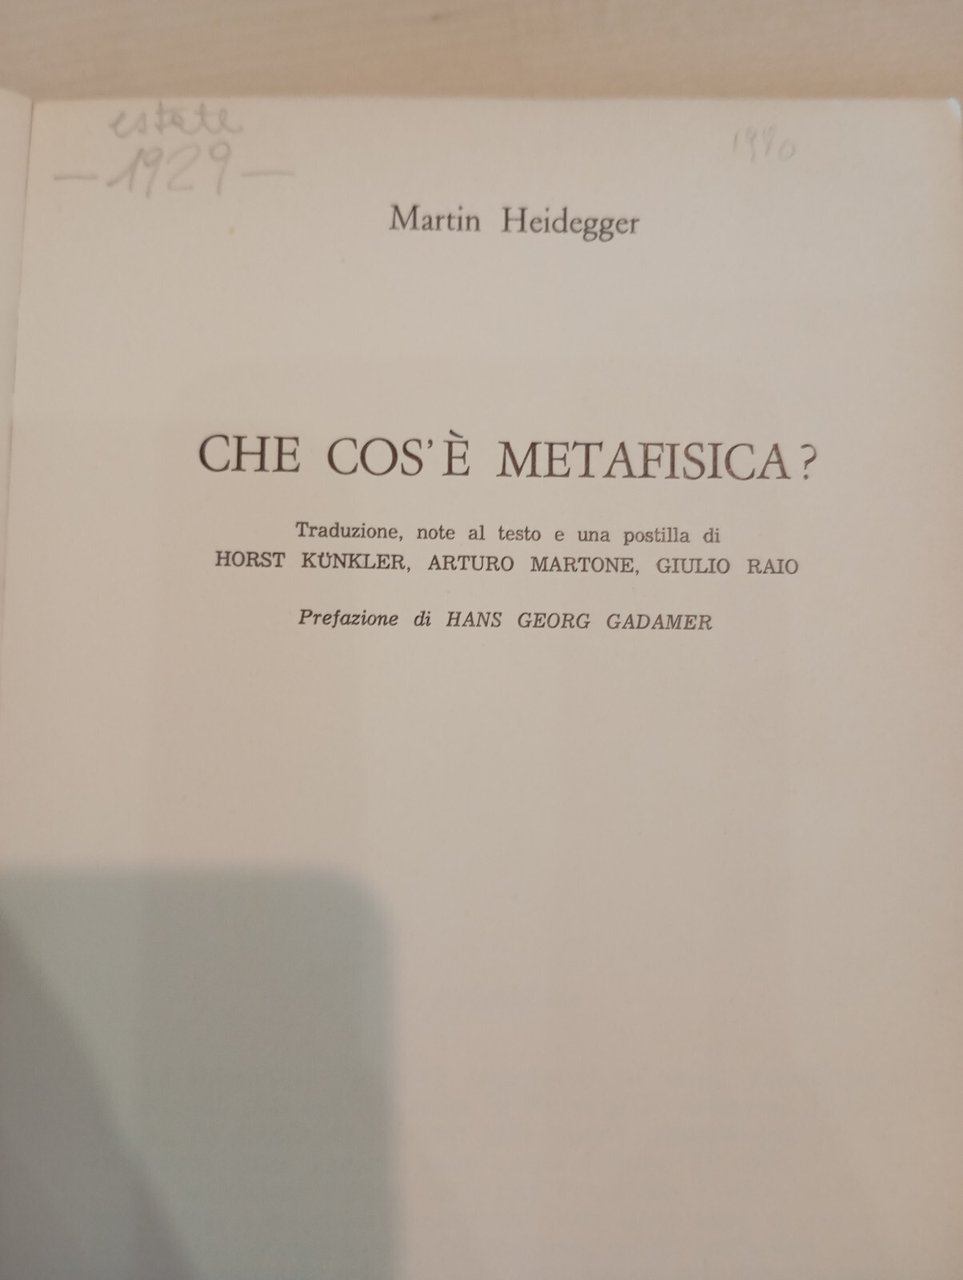 estate
1990
—1929—
Martin Heidegger
CHE COS'È METAFISICA?
Traduzione, note al testo e una postilla di
HORST KÜNKLER, ARTURO MARTONE, GIULIO RAIO
Prefazione di HANS GEORG GADAMER